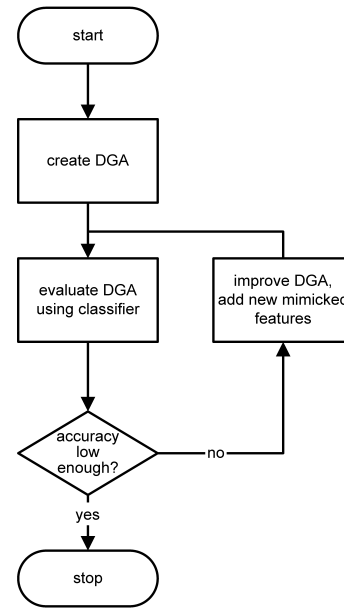 start
create DGA
evaluate DGA
using classifier
improve DGA,
add new mimicked
features
accuracy
low
enough?
no
yes
stop